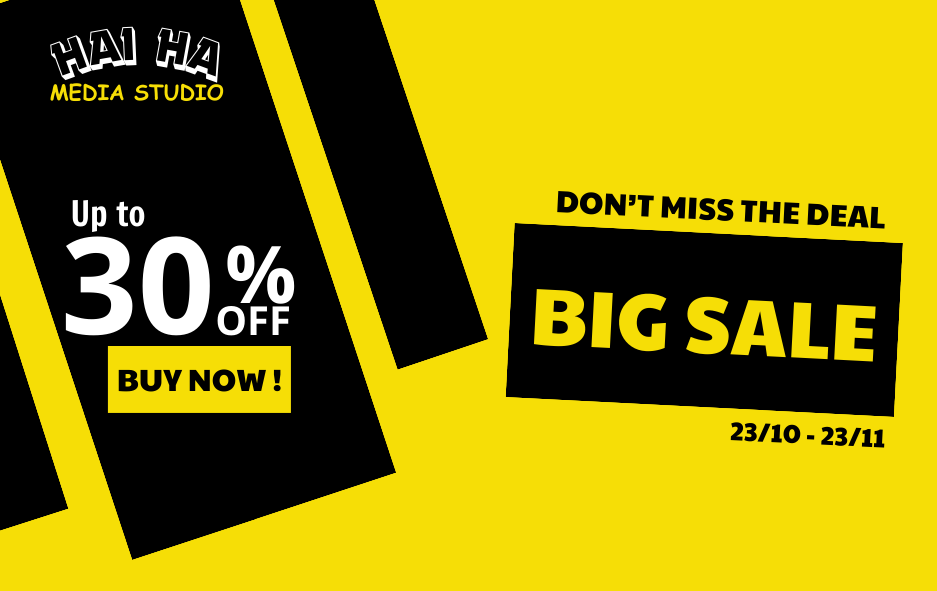 HAI HA
MEDIA STUDIO
Up to
30%
OFF
BUY NOW !
DON'T MISS THE DEAL
BIG SALE
23/10 - 23/11